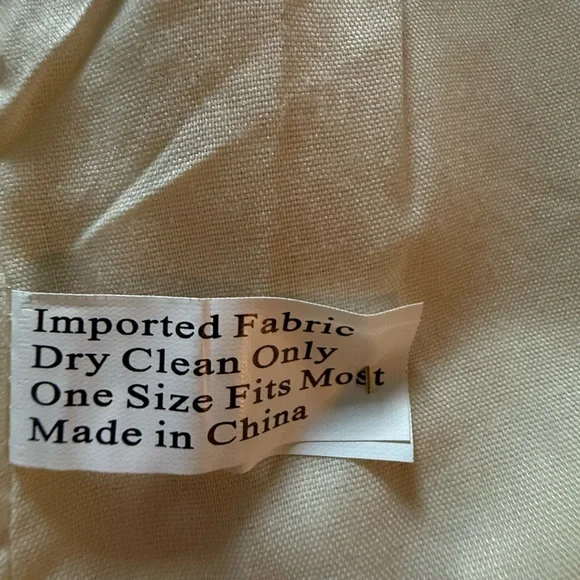 Imported Fabric
Dry Clean Only
One Size Fits Most
Made in China